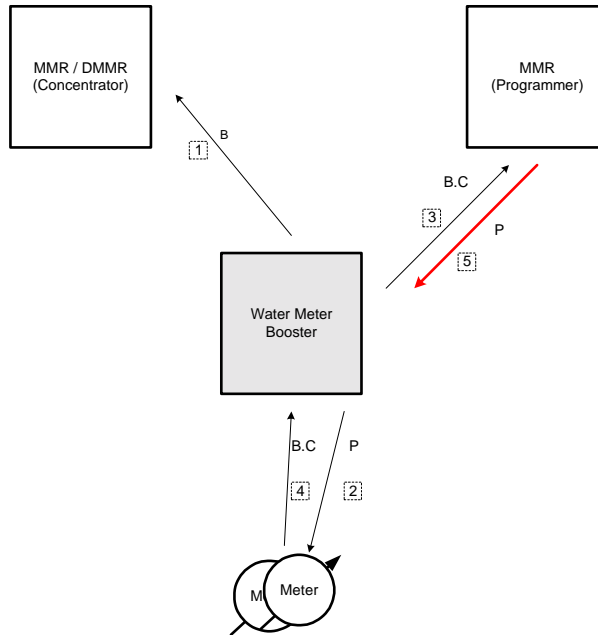 MMR / DMMR
(Concentrator)
MMR
(Programmer)
B
1
B.C
3
P
5
Water Meter
Booster
B.C
P
4
2
M
Meter